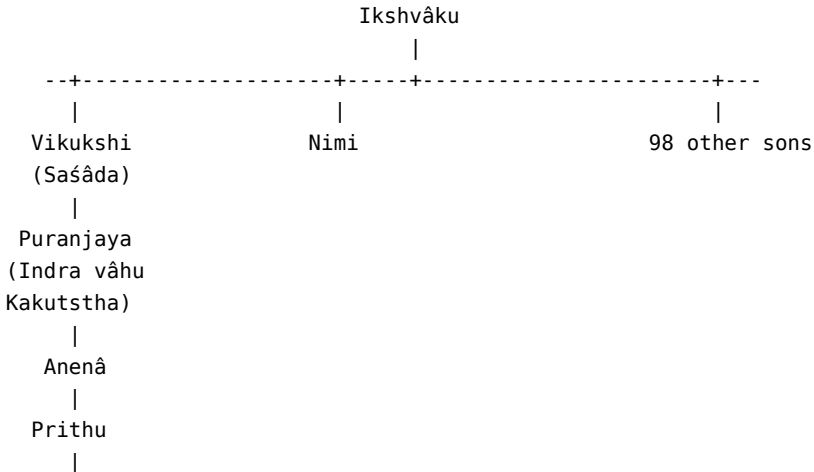 Ikshvâku
|
--+--------------------+-----+-----------------------+---
| | |
Vikukshi Nimi 98 other sons
(Saśâda)
|
Puranjaya
(Indra vâhu
Kakutstha)
|
Anenâ
|
Prithu
|